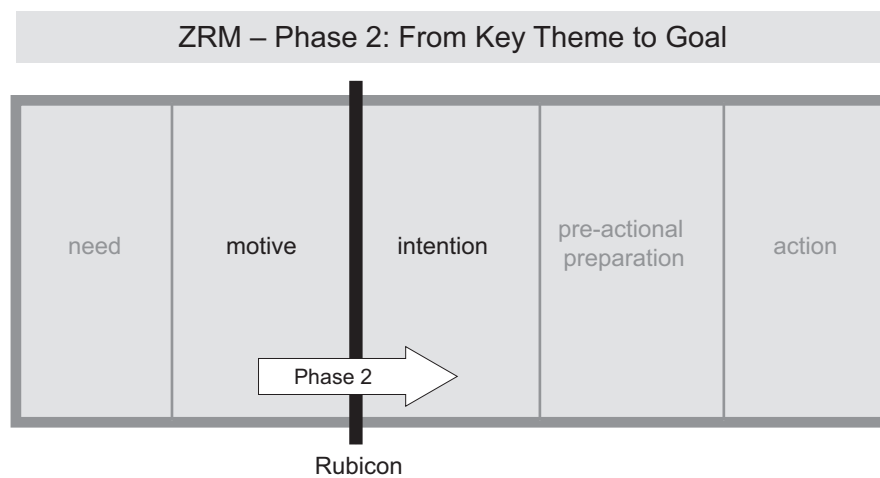 ZRM – Phase 2: From Key Theme to Goal
need
motive
intention
pre-actional
preparation
action
Phase 2
Rubicon